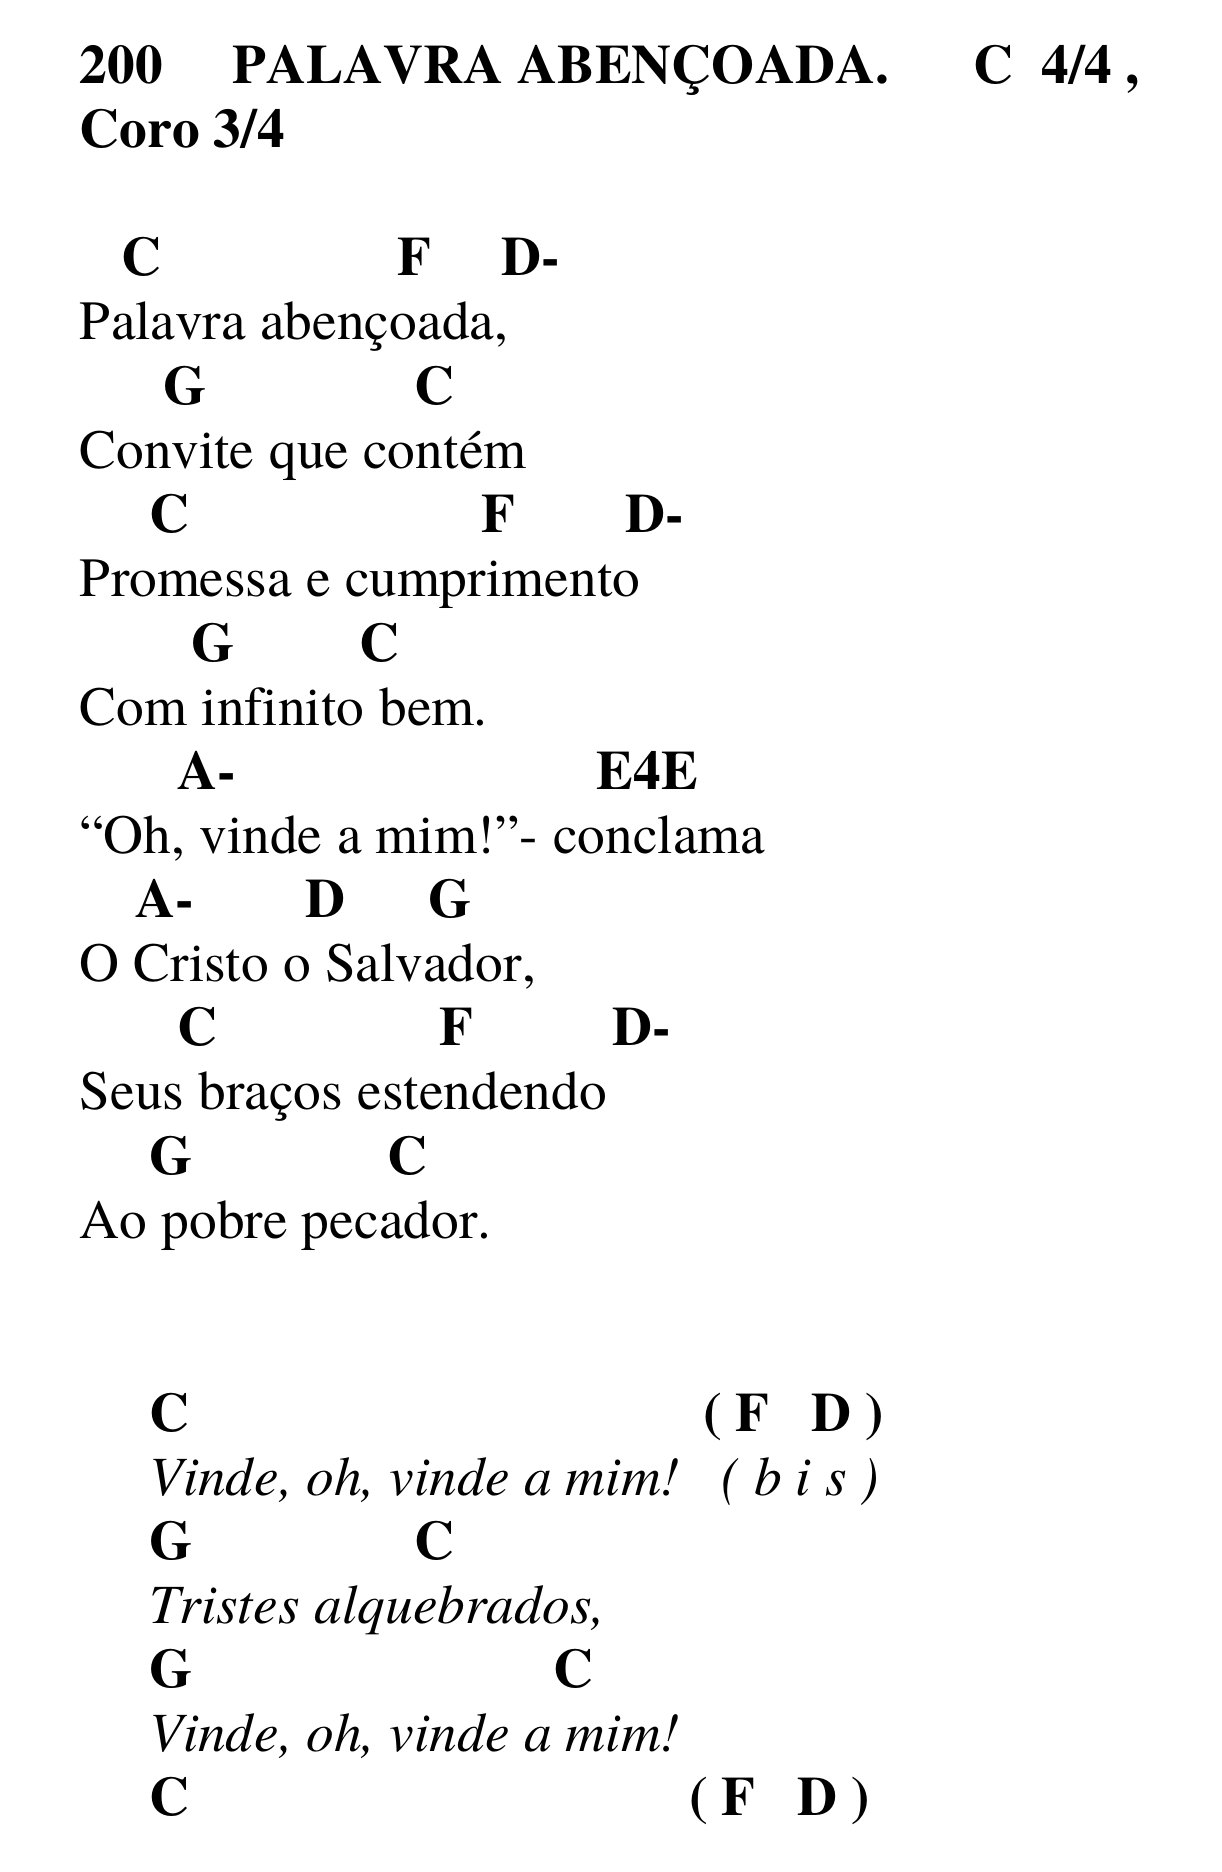 200 PALAVRA ABENÇOADA. C 4/4 ,
Coro 3/4
C F D-
Palavra abençoada,
G C
Convite que contém
C F D-
Promessa e cumprimento
G C
Com infinito bem.
A- E4E
“Oh, vinde a mim!”- conclama
A- D G
O Cristo o Salvador,
C F D-
Seus braços estendendo
G C
Ao pobre pecador.
C ( F D )
Vinde, oh, vinde a mim! ( b i s )
G C
Tristes alquebrados,
G C
Vinde, oh, vinde a mim!
C ( F D )